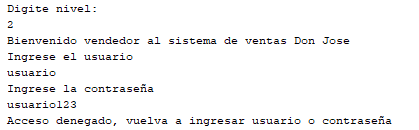 Digite nivel:
2
Bienvenido vendedor al sistema de ventas Don Jose
Ingrese el usuario
usuario
Ingrese la contraseña
usuario123
Acceso denegado, vuelva a ingresar usuario o contraseña